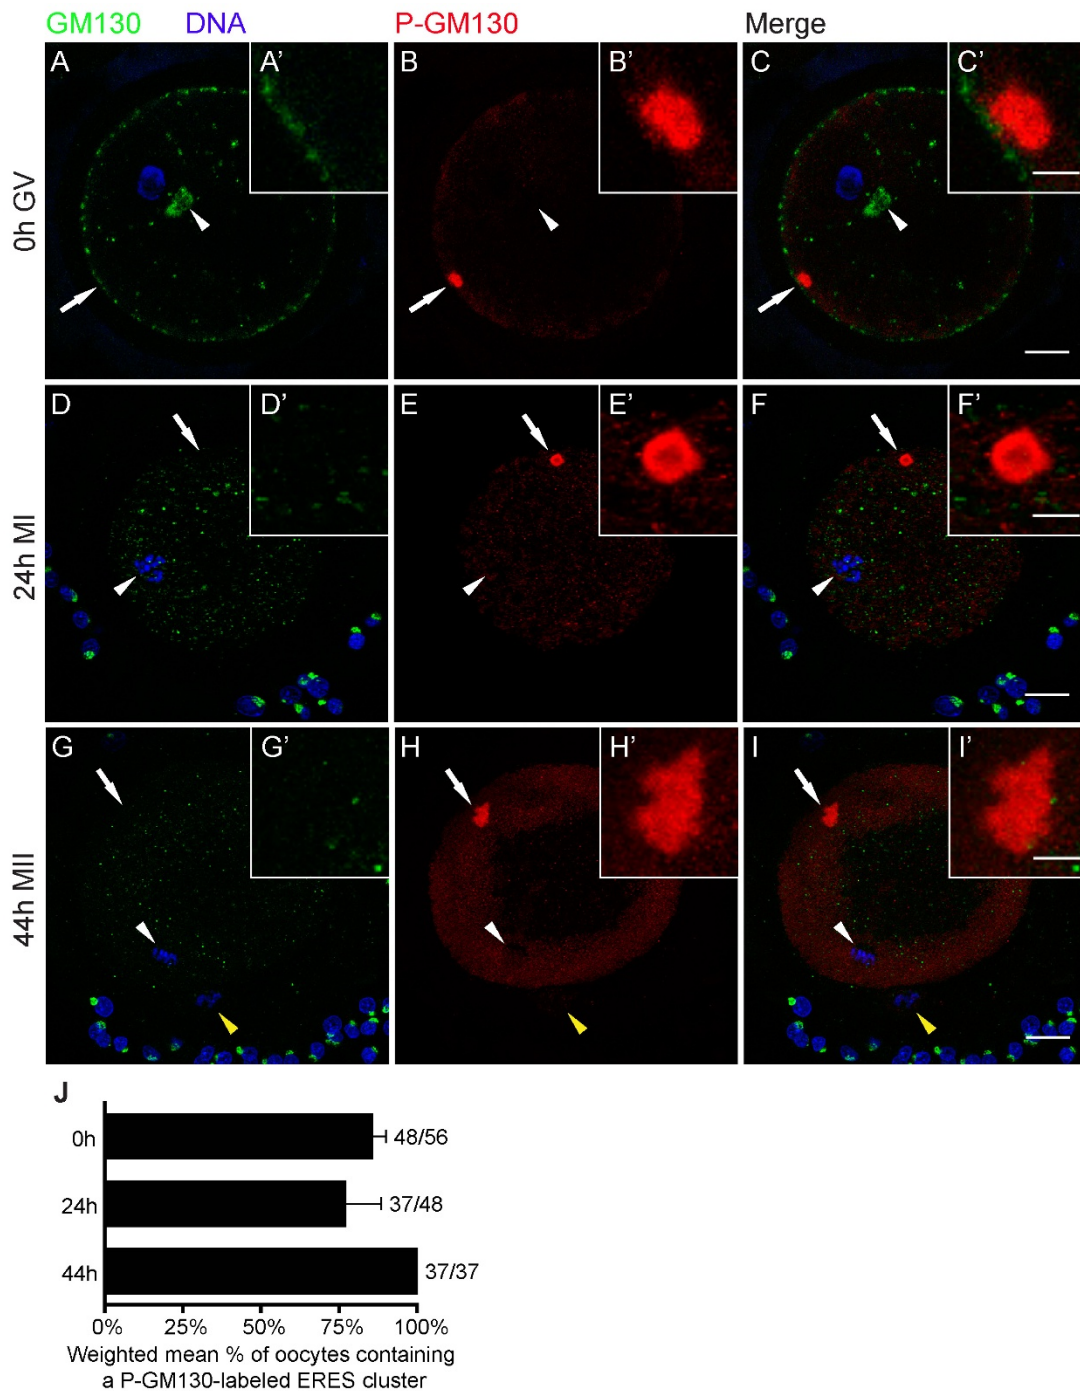 GM130 DNA P-GM130 Merge
A A’ B B’ C C’
0h GV
D D’ E E’ F F’
24h MI
G G’ H H’ I I’
44h MII
J
0h 48/56
24h 37/48
44h 37/37
0% 25% 50% 75% 100%
Weighted mean % of oocytes containing
a P-GM130-labeled ERES cluster